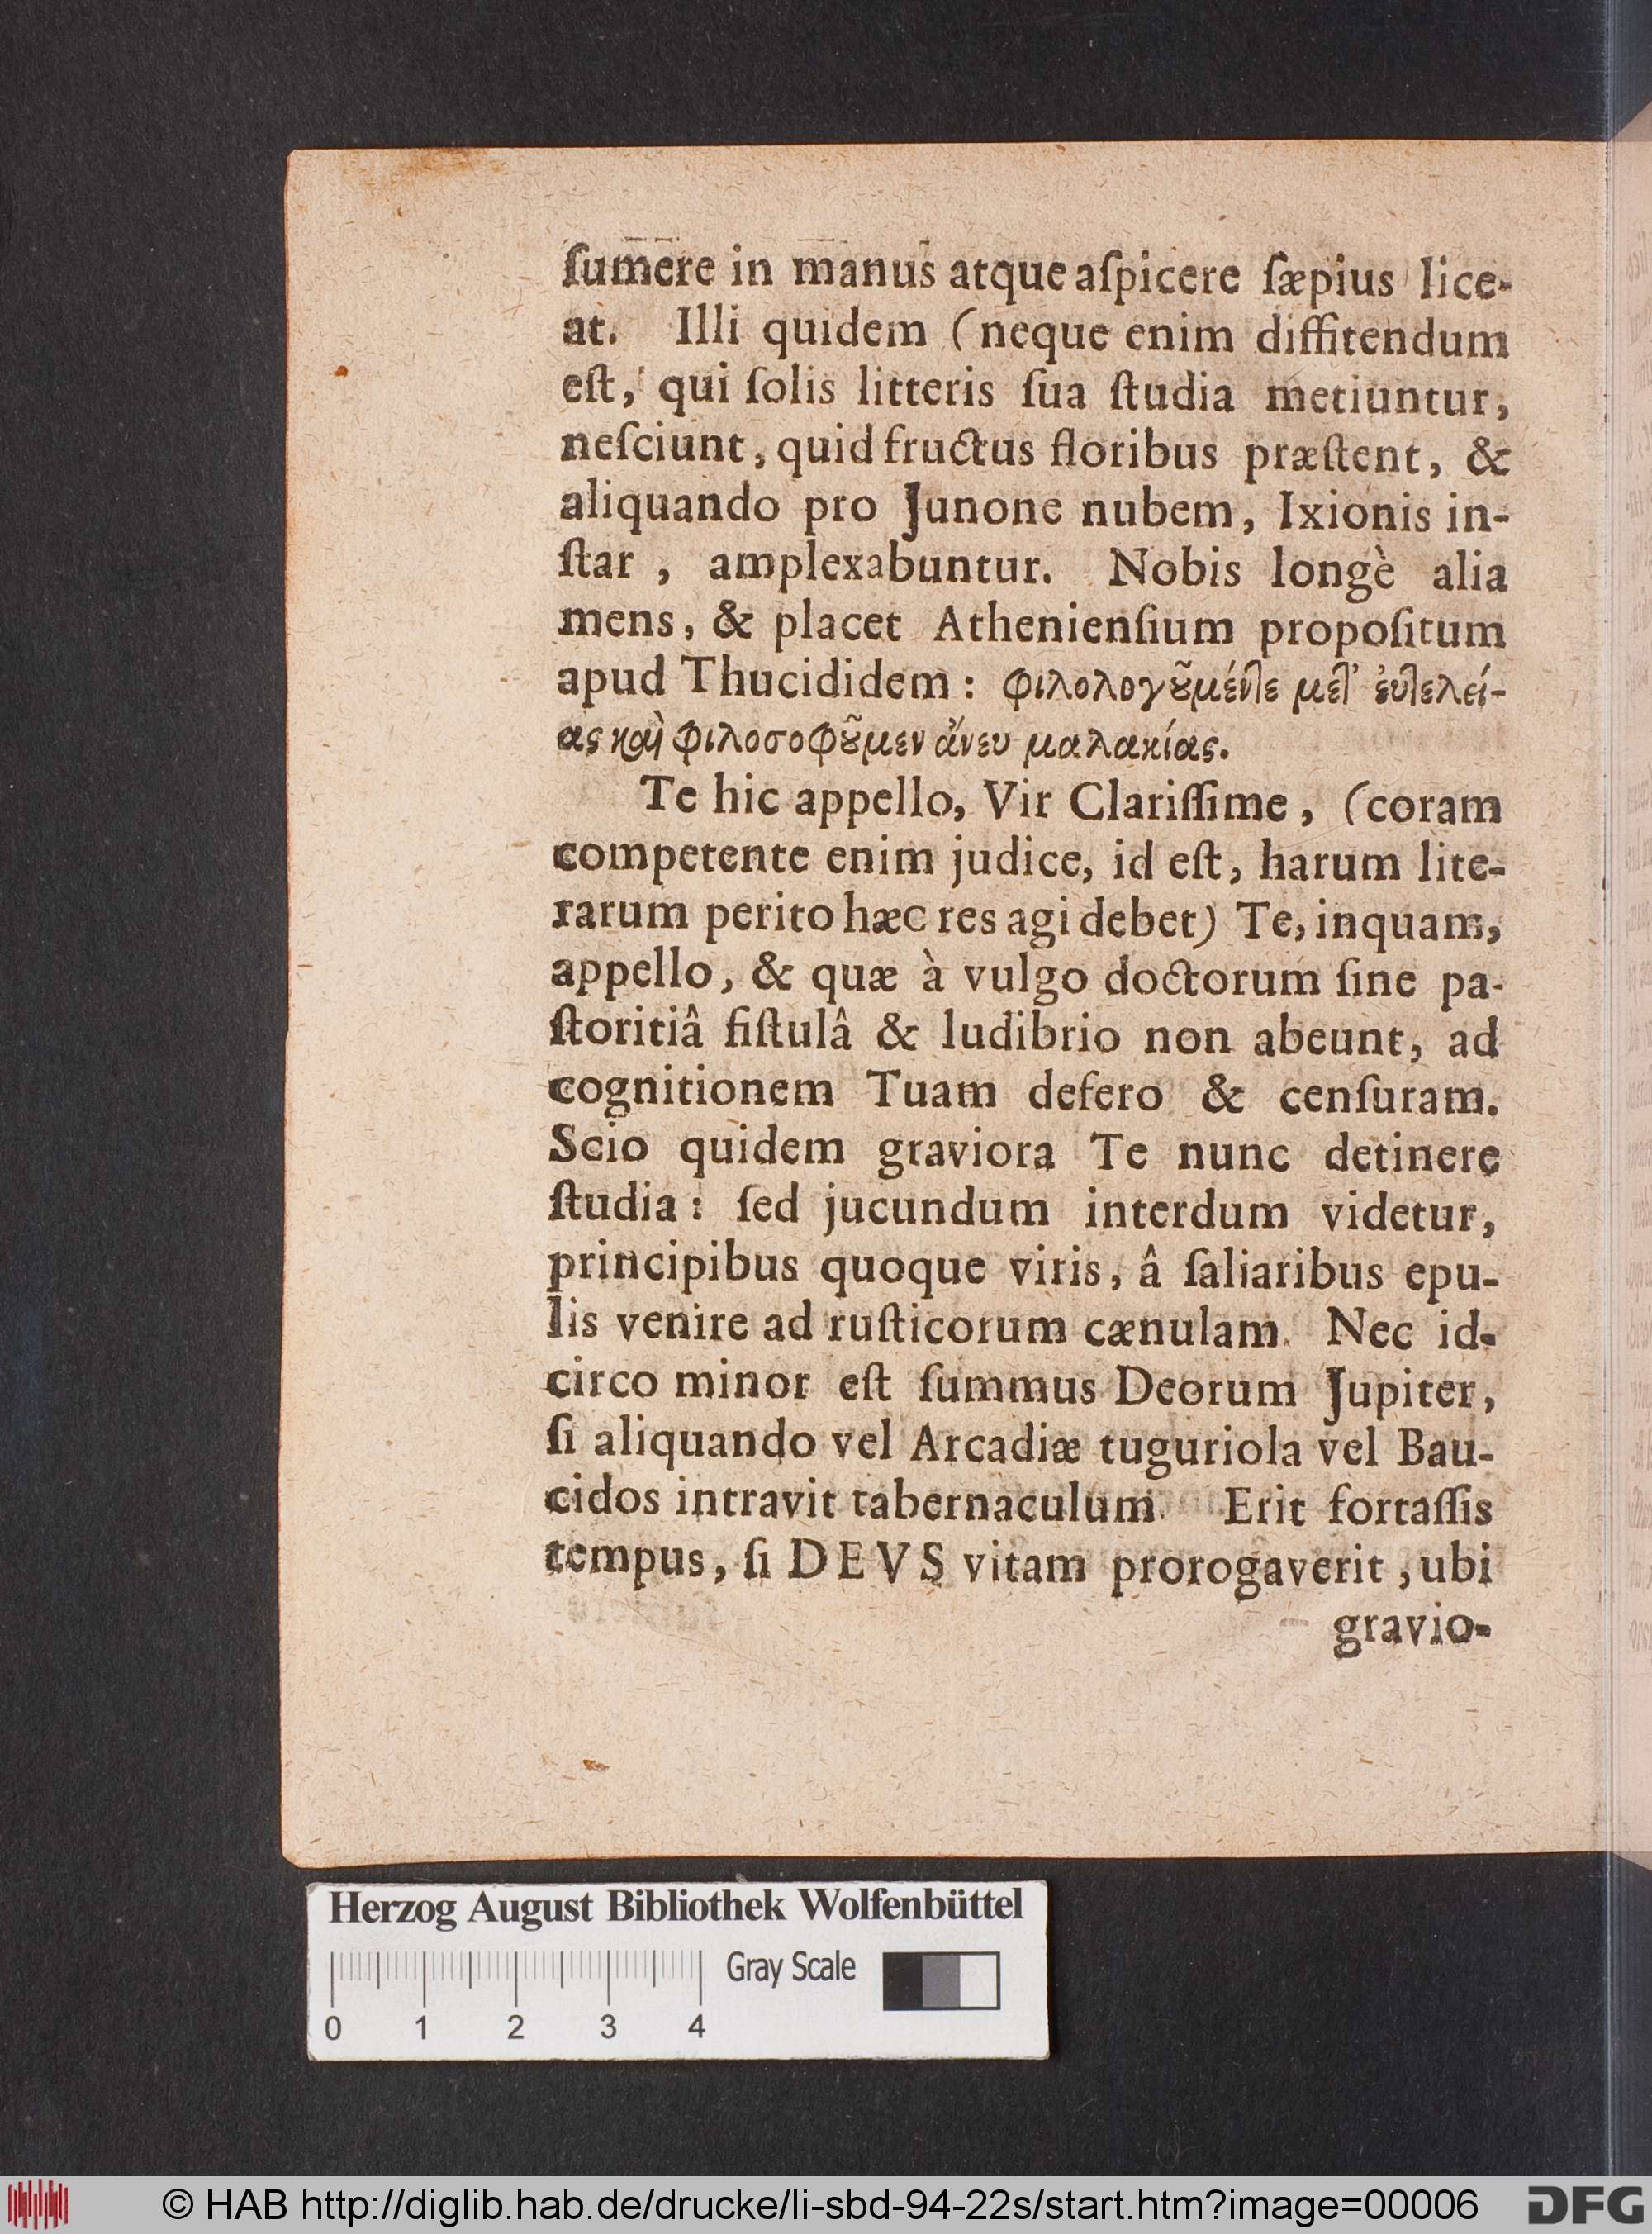 ſumere in manus atque aſpicere ſæpius lice-
at. Illi quidem (neque enim diffitendum
eſt, qui ſolis litteris ſua ſtudia metiuntur,
neſciunt, quid fructus floribus præſtent, &
aliquando pro Junone nubem, Ixionis in-
ſtar , amplexabuntur. Nobis longè alia
mens, & placet Athenienſium propoſitum
apud Thucididem: φιλολογȣ̃μέντε μετ' ἐυτελεί-
ας καὶ φιλοσοφȣ̃μεν ἄνευ μαλακίας.
Te hic appello, Vir Clariſſime, (coram
competente enim judice, id eſt, harum lite-
rarum perito hæc res agi debet) Te, inquam,
appello, & quæ à vulgo doctorum ſine pa-
ſtoritiâ fiſtulâ & ludibrio non abeunt, ad
cognitionem Tuam defero & cenſuram.
Scio quidem graviora Te nunc detinere
ſtudia: ſed jucundum interdum videtur,
principibus quoque viris, â ſaliaribus epu-
lis venire ad ruſticorum cænulam. Nec id-
circo minor eſt ſummus Deorum Jupiter,
ſi aliquando vel Arcadiæ tuguriola vel Bau-
cidos intravit tabernaculum. Erit fortaſſis
tempus, ſi DEVS vitam prorogaverit, ubi
gravio-
Herzog August Bibliothek Wolfenbüttel
Gray Scale
0 1 2 3 4
© HAB http://diglib.hab.de/drucke/li-sbd-94-22s/start.htm?image=00006
DFG